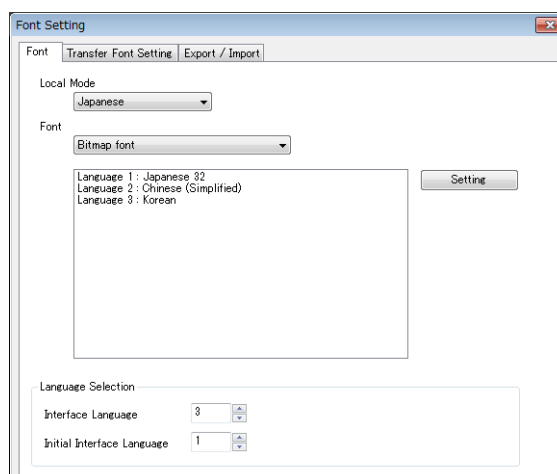 Font Setting
Font Transfer Font Setting Export / Import
Local Mode
Japanese
Font
Bitmap font
Language 1 : Japanese 32
Language 2 : Chinese (Simplified)
Language 3 : Korean
Setting
Language Selection
Interface Language 3
Initial Interface Language 1